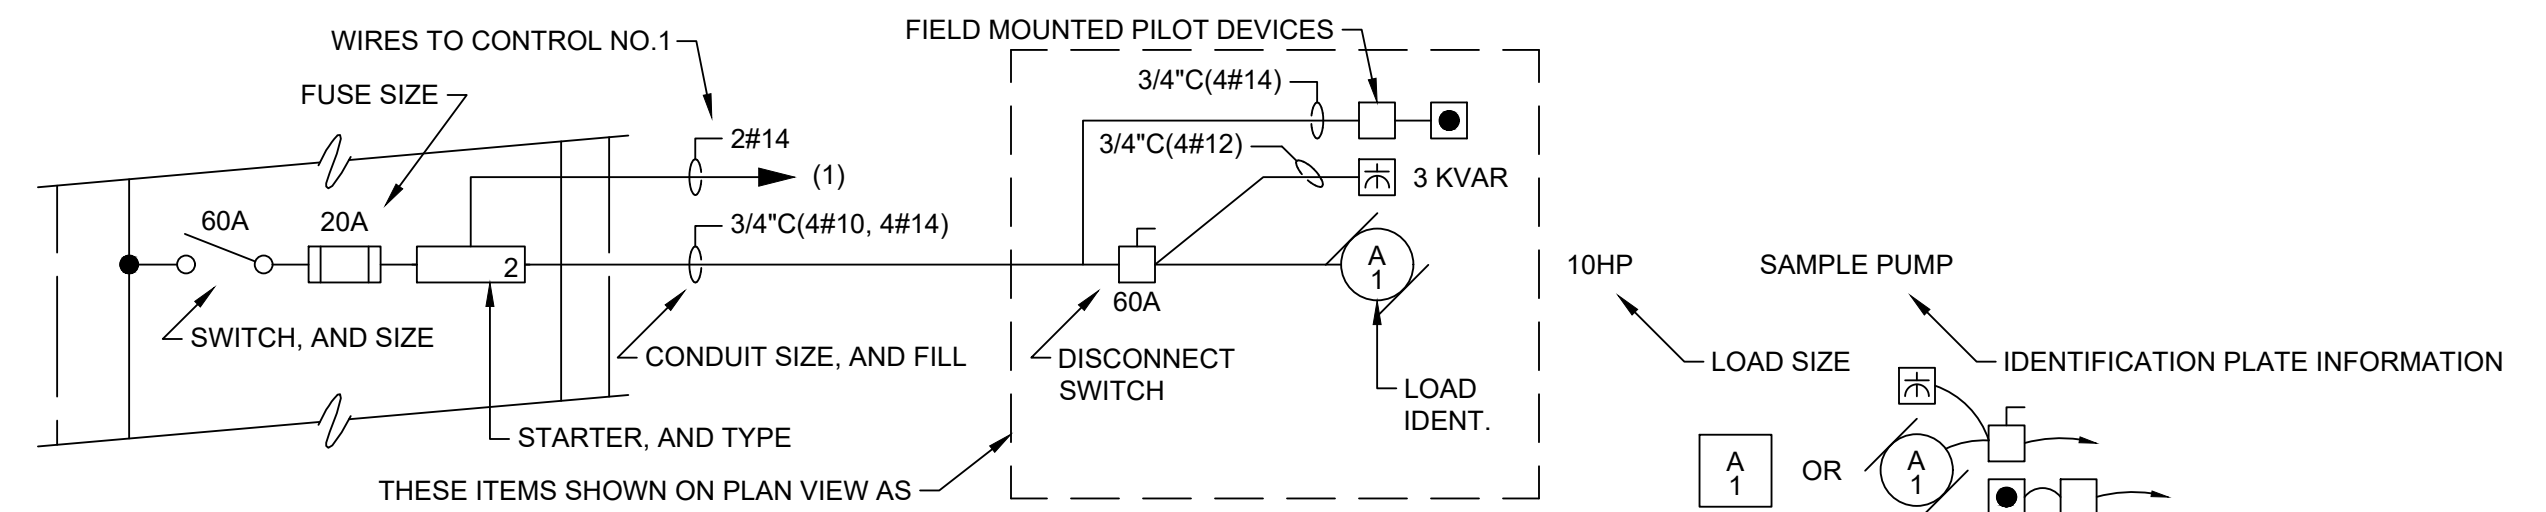 FIELD MOUNTED PILOT DEVICES
WIRES TO CONTROL NO.1
3/4"C(4#14)
FUSE SIZE
2#14
3/4"C(4#12)
(1)
3 KVAR
60A
20A
3/4"C(4#10, 4#14)
2
A
1
10HP
SAMPLE PUMP
60A
SWITCH, AND SIZE
CONDUIT SIZE, AND FILL
DISCONNECT
SWITCH
LOAD SIZE
IDENTIFICATION PLATE INFORMATION
LOAD
IDENT.
STARTER, AND TYPE
THESE ITEMS SHOWN ON PLAN VIEW AS
A
1
OR
A
1